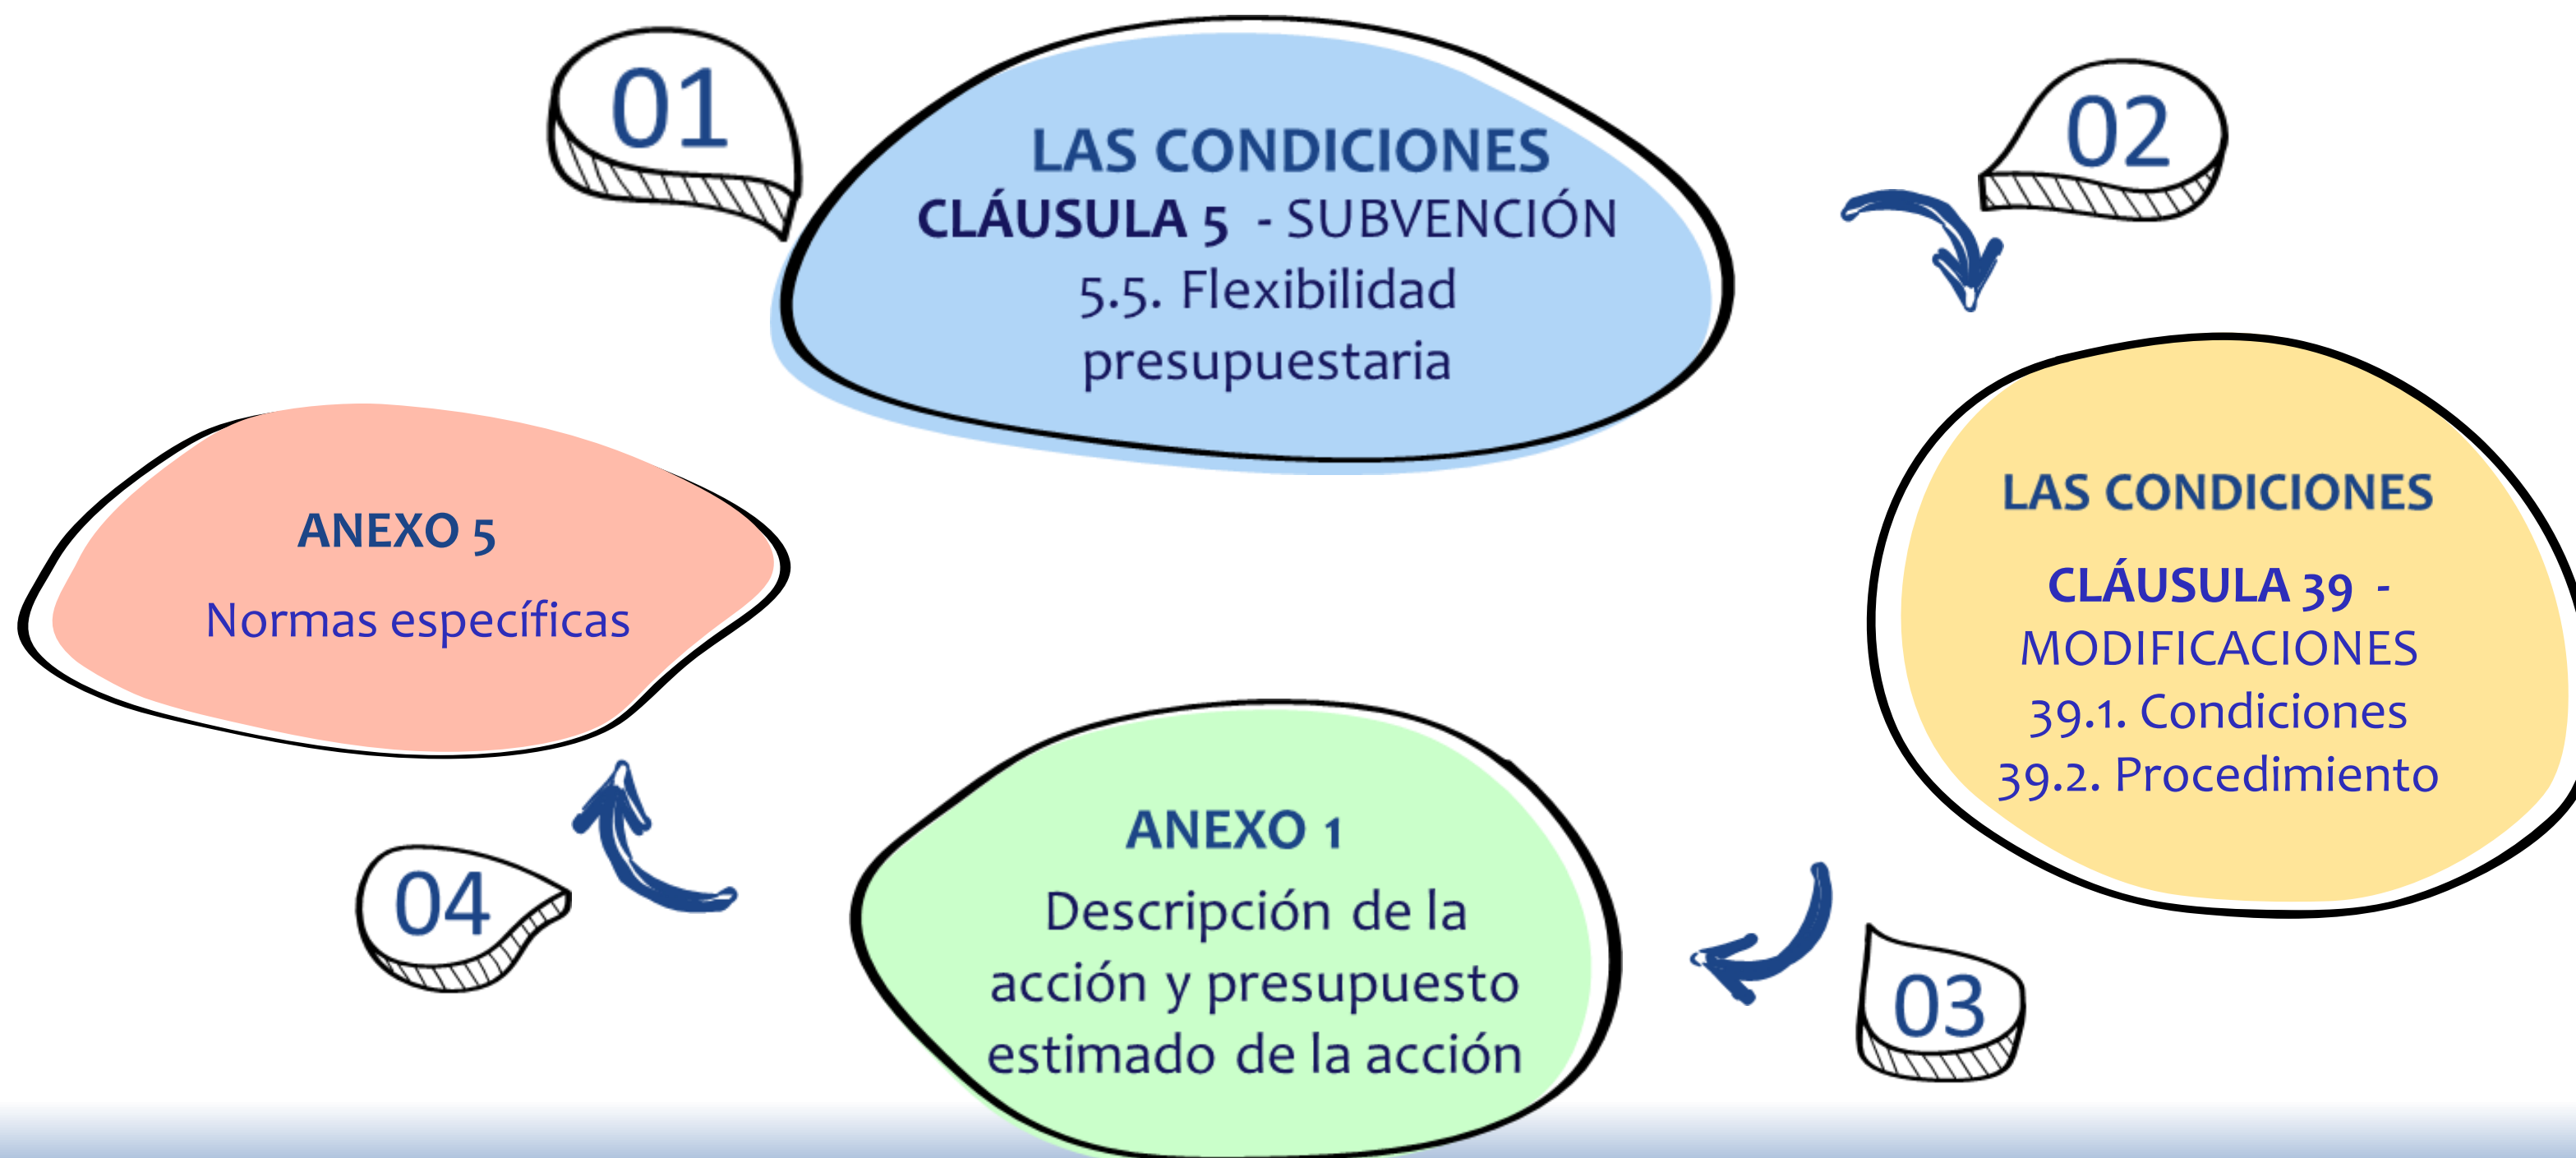 01
LAS CONDICIONES
CLÁUSULA 5 - SUBVENCIÓN
5.5. Flexibilidad
presupuestaria
02
LAS CONDICIONES
CLÁUSULA 39 -
MODIFICACIONES
39.1. Condiciones
39.2. Procedimiento
03
ANEXO 1
Descripción de la
acción y presupuesto
estimado de la acción
04
ANEXO 5
Normas específicas